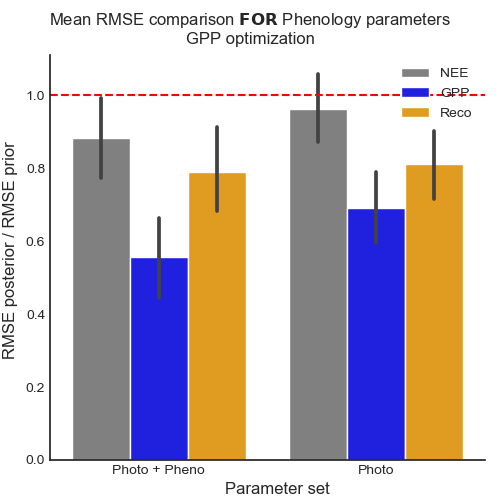 Mean RMSE comparison FOR Phenology parameters
GPP optimization
NEE
GPP
Reco
RMSE posterior / RMSE prior
1.0
0.8
0.6
0.4
0.2
0.0
Photo + Pheno
Photo
Parameter set